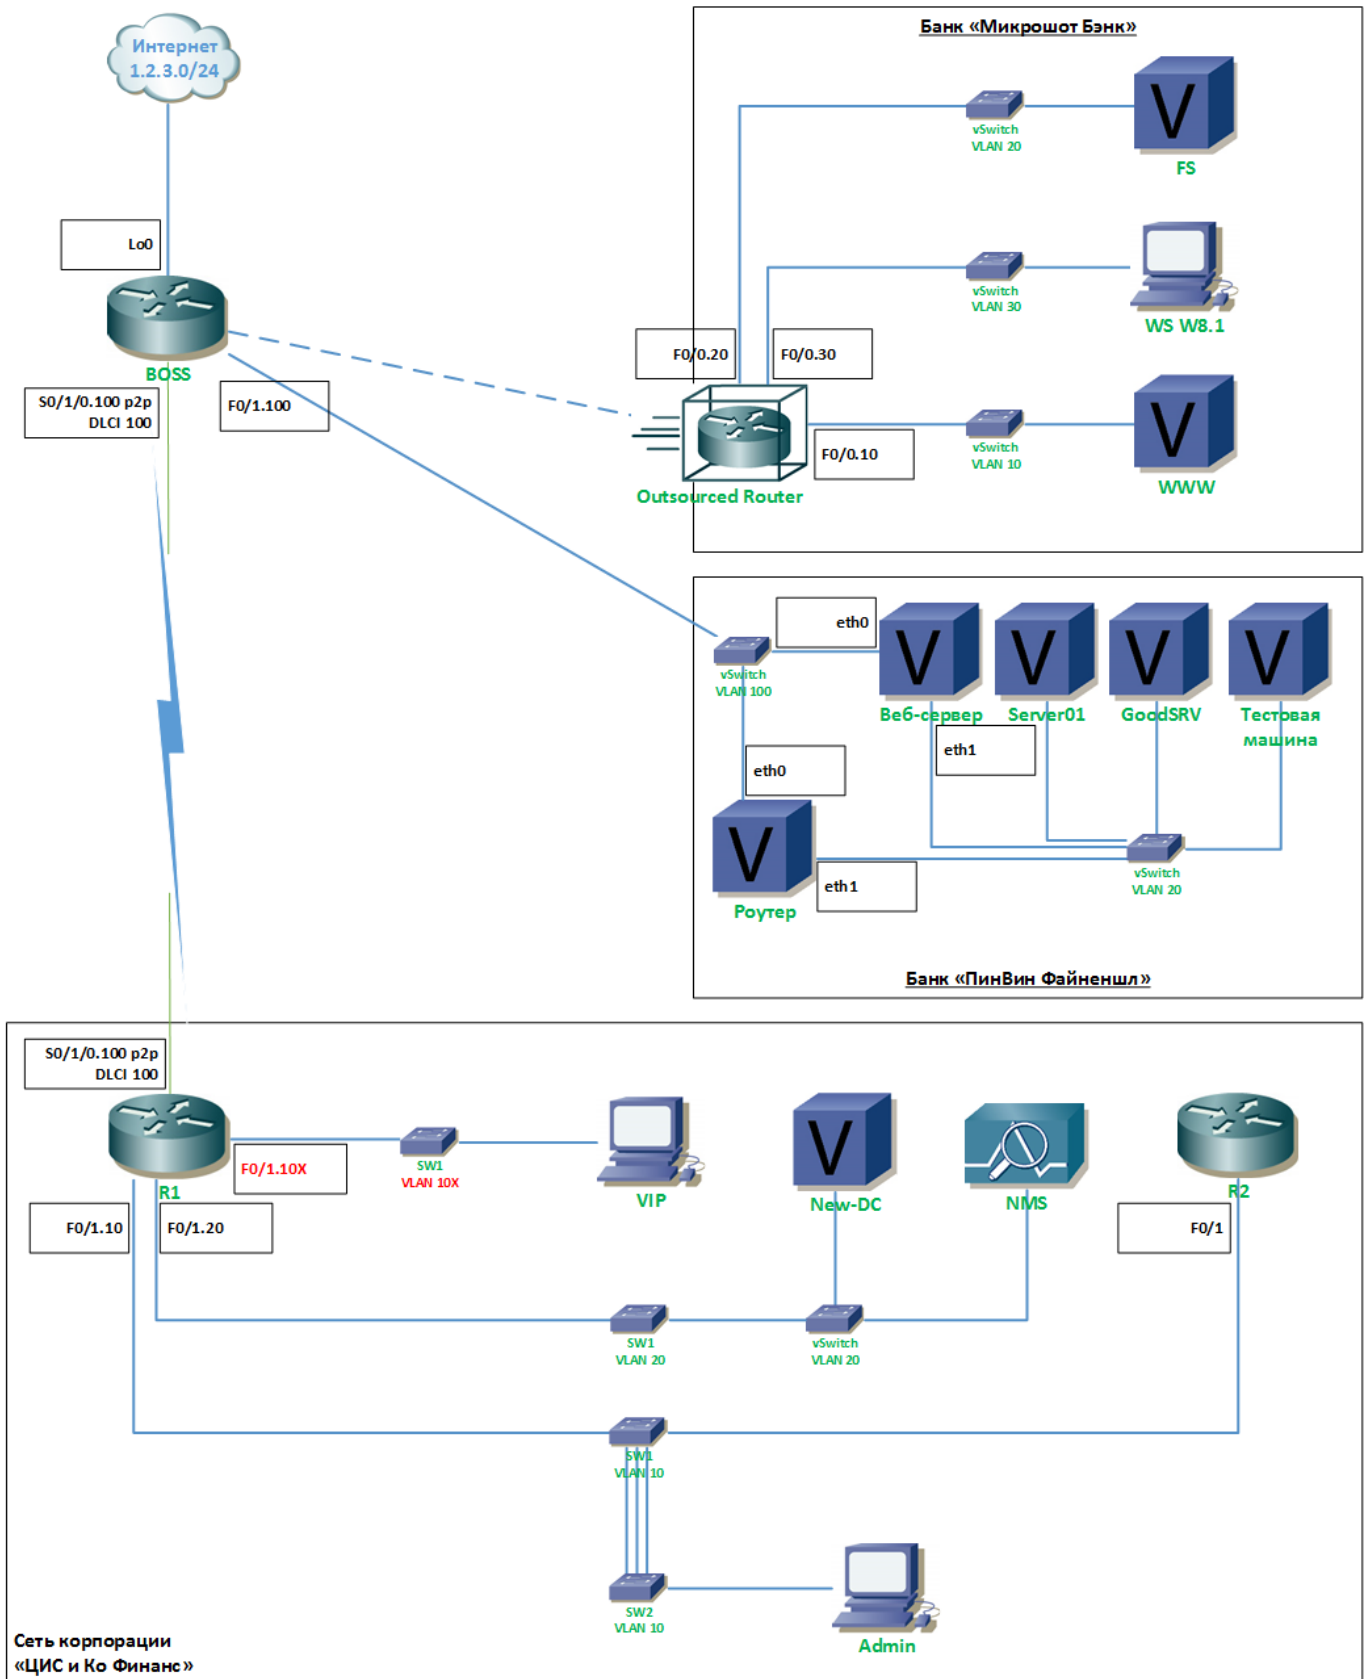 Банк «Микрошот Бэнк»
Интернет
1.2.3.0/24
vSwitch
VLAN 20
FS
Lo0
vSwitch
VLAN 30
WS W8.1
BOSS
F0/0.20
F0/0.30
S0/1/0.100 p2p
DLCI 100
F0/1.100
F0/0.10
vSwitch
VLAN 10
WWW
Outsourced Router
eth0
vSwitch
VLAN 100
Веб-сервер
Server01
GoodSRV
Тестовая
машина
eth1
eth0
vSwitch
VLAN 20
eth1
Роутер
Банк «ПинВин Файненшл»
S0/1/0.100 p2p
DLCI 100
F0/1.10X
SW1
VLAN 10X
R1
VIP
New-DC
NMS
R2
F0/1.10
F0/1.20
F0/1
SW1
VLAN 20
vSwitch
VLAN 20
SW1
VLAN 10
SW2
VLAN 10
Admin
Сеть корпорации
«ЦИС и Ко Финанс»